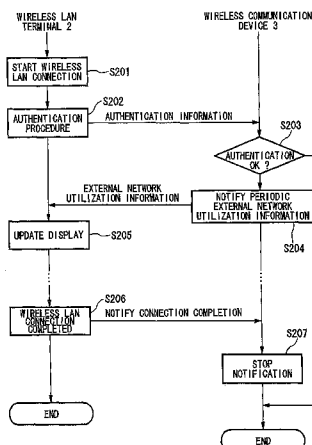 WIRELESS LAN
TERMINAL 2
WIRELESS COMMUNICATION
DEVICE 3
S201
START WIRELESS
LAN CONNECTION
S202
AUTHENTICATION
PROCEDURE
AUTHENTICATION INFORMATION
S203
AUTHENTICATION
OK ?
EXTERNAL NETWORK
UTILIZATION INFORMATION
NOTIFY PERIODIC
EXTERNAL NETWORK
UTILIZATION INFORMATION
S204
UPDATE DISPLAY
S205
S206
WIRELESS LAN
CONNECTION
COMPLETED
NOTIFY CONNECTION COMPLETION
S207
STOP
NOTIFICATION
END
END